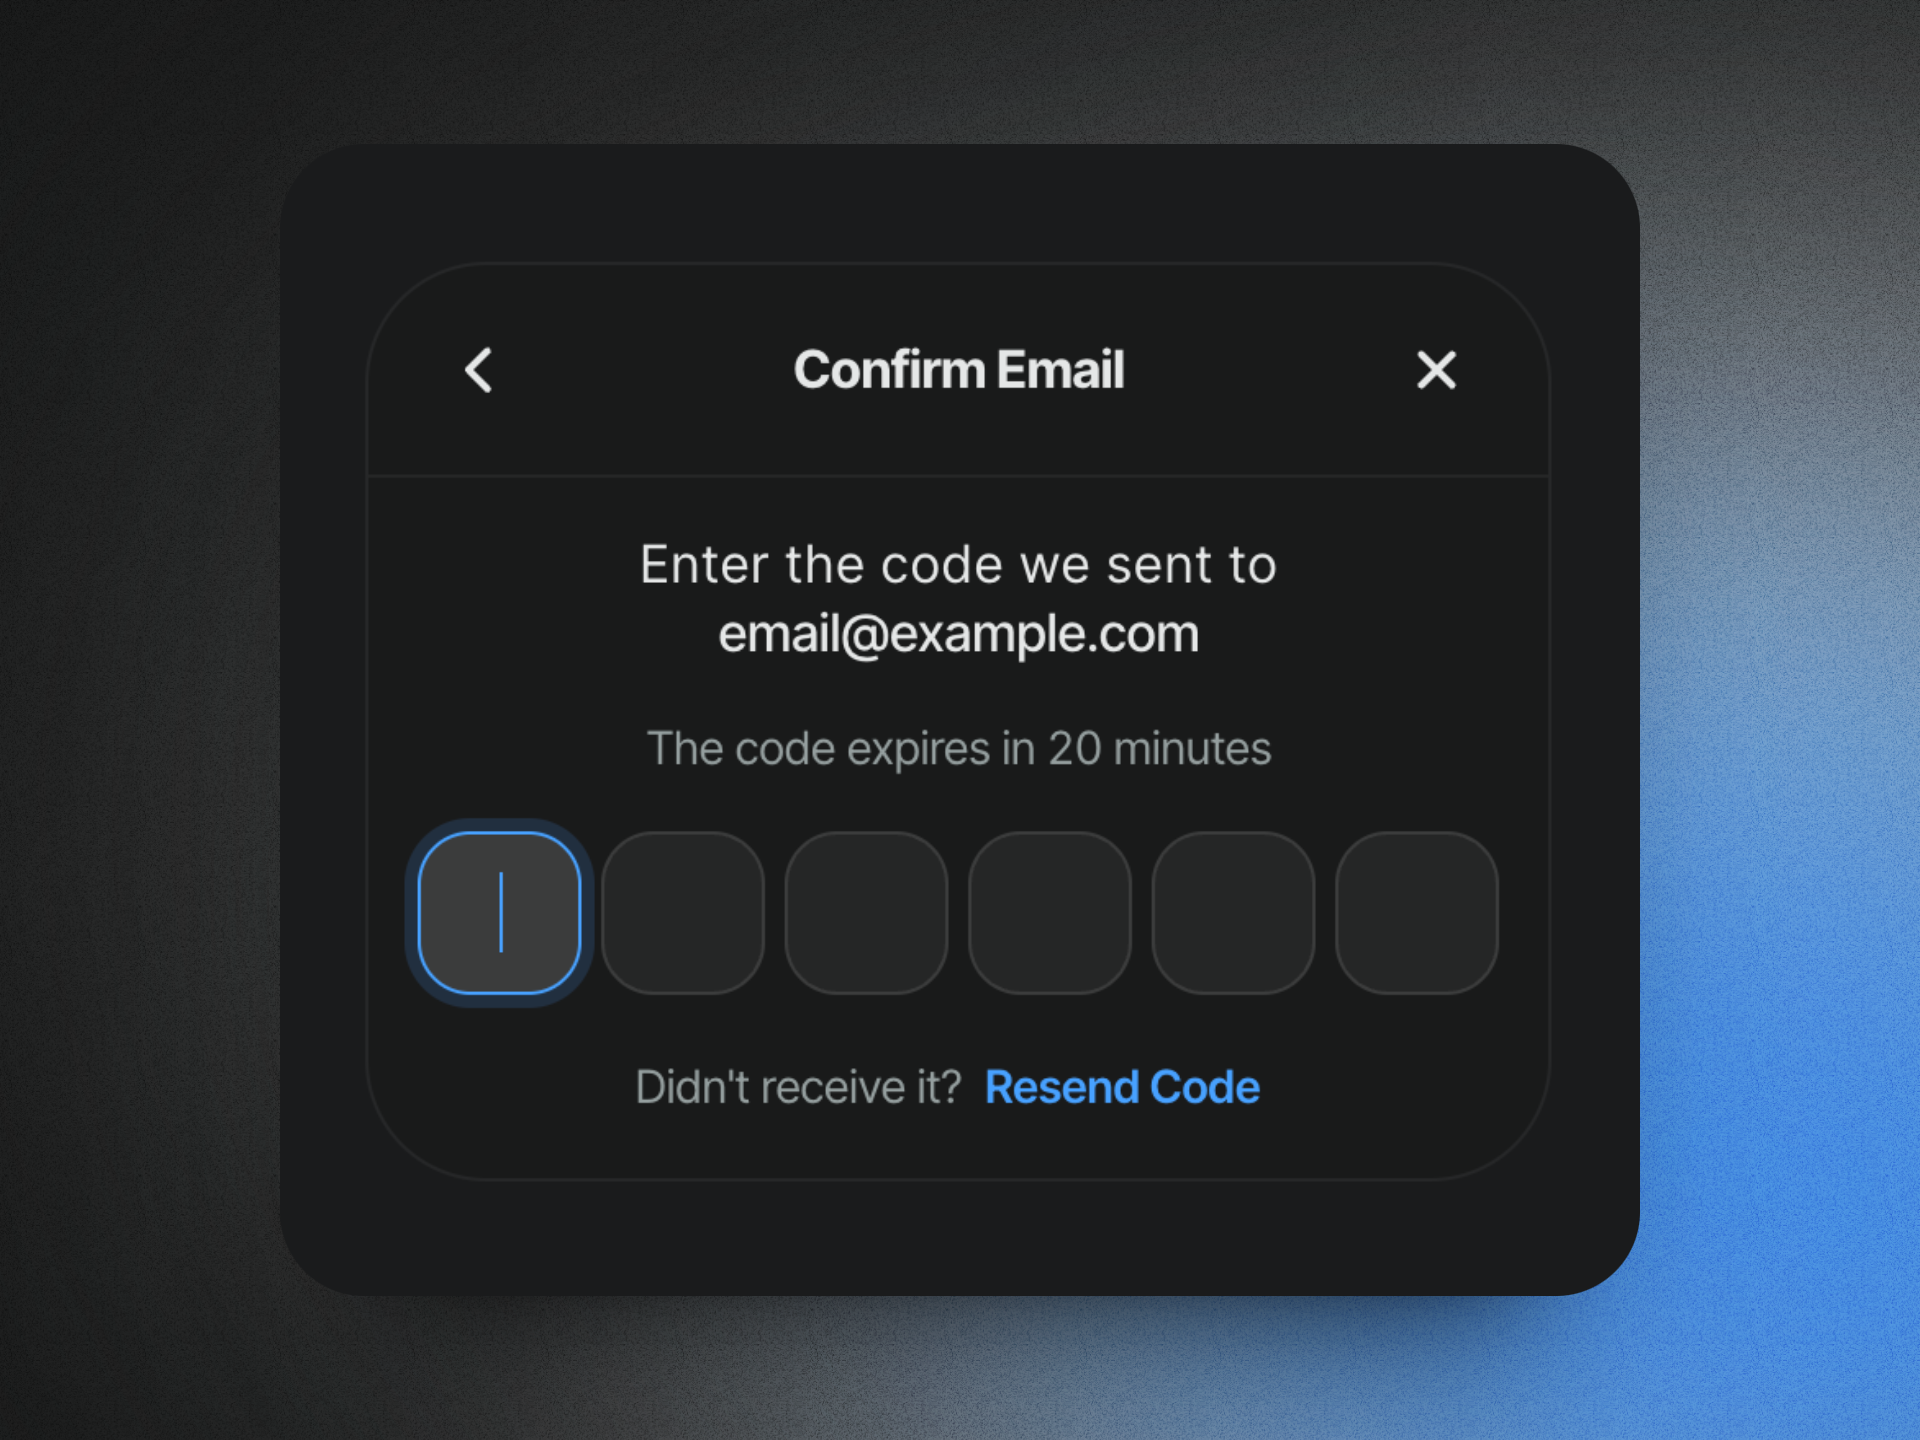 Confirm Email
Enter the code we sent to
email@example.com
The code expires in 20 minutes
Didn't receive it? Resend Code